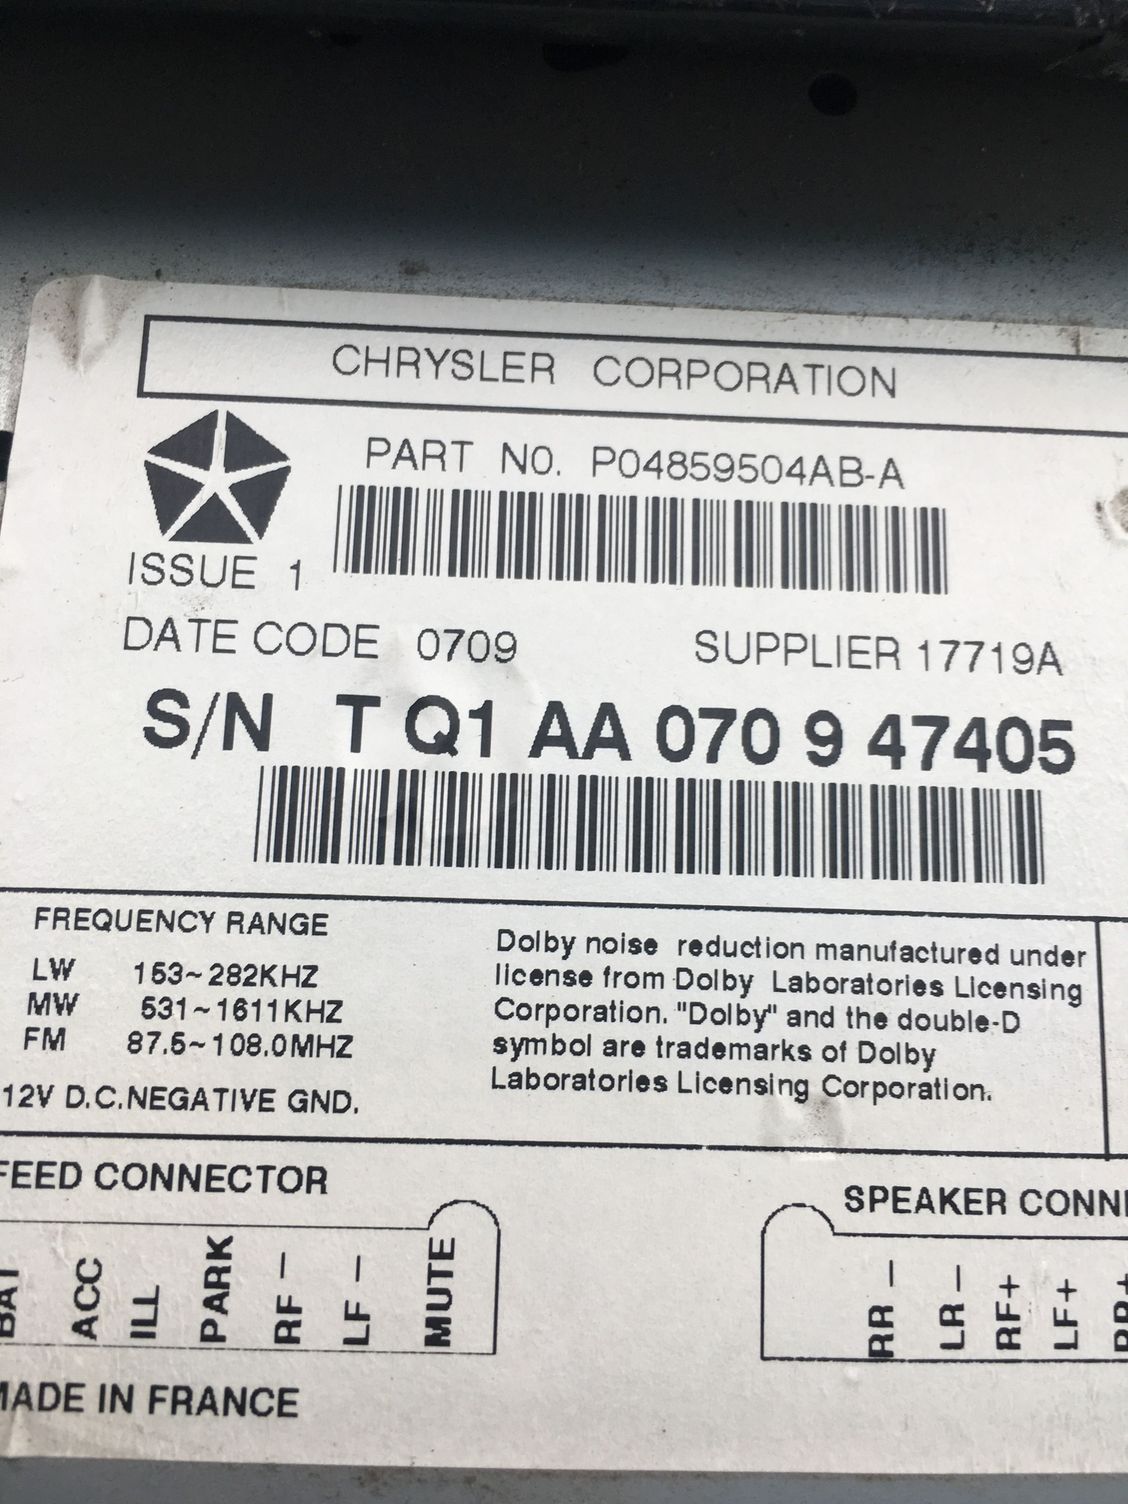 CHRYSLER CORPORATION
PART NO. P04859504AB-A
ISSUE 1
DATE CODE 0709 SUPPLIER 17719A
S/N T Q1 AA 070 9 47405
FREQUENCY RANGE
LW 153~282KHZ
MW 531~1611KHZ
FM 87.5~108.0MHZ
12V D.C.NEGATIVE GND.
Dolby noise reduction manufactured under
license from Dolby Laboratories Licensing
Corporation. "Dolby" and the double-D
symbol are trademarks of Dolby
Laboratories Licensing Corporation.
FEED CONNECTOR
BAT
ACC
ILL
PARK
RF –
LF –
MUTE
SPEAKER CONN
RR –
LR –
RF+
LF+
RR+
MADE IN FRANCE